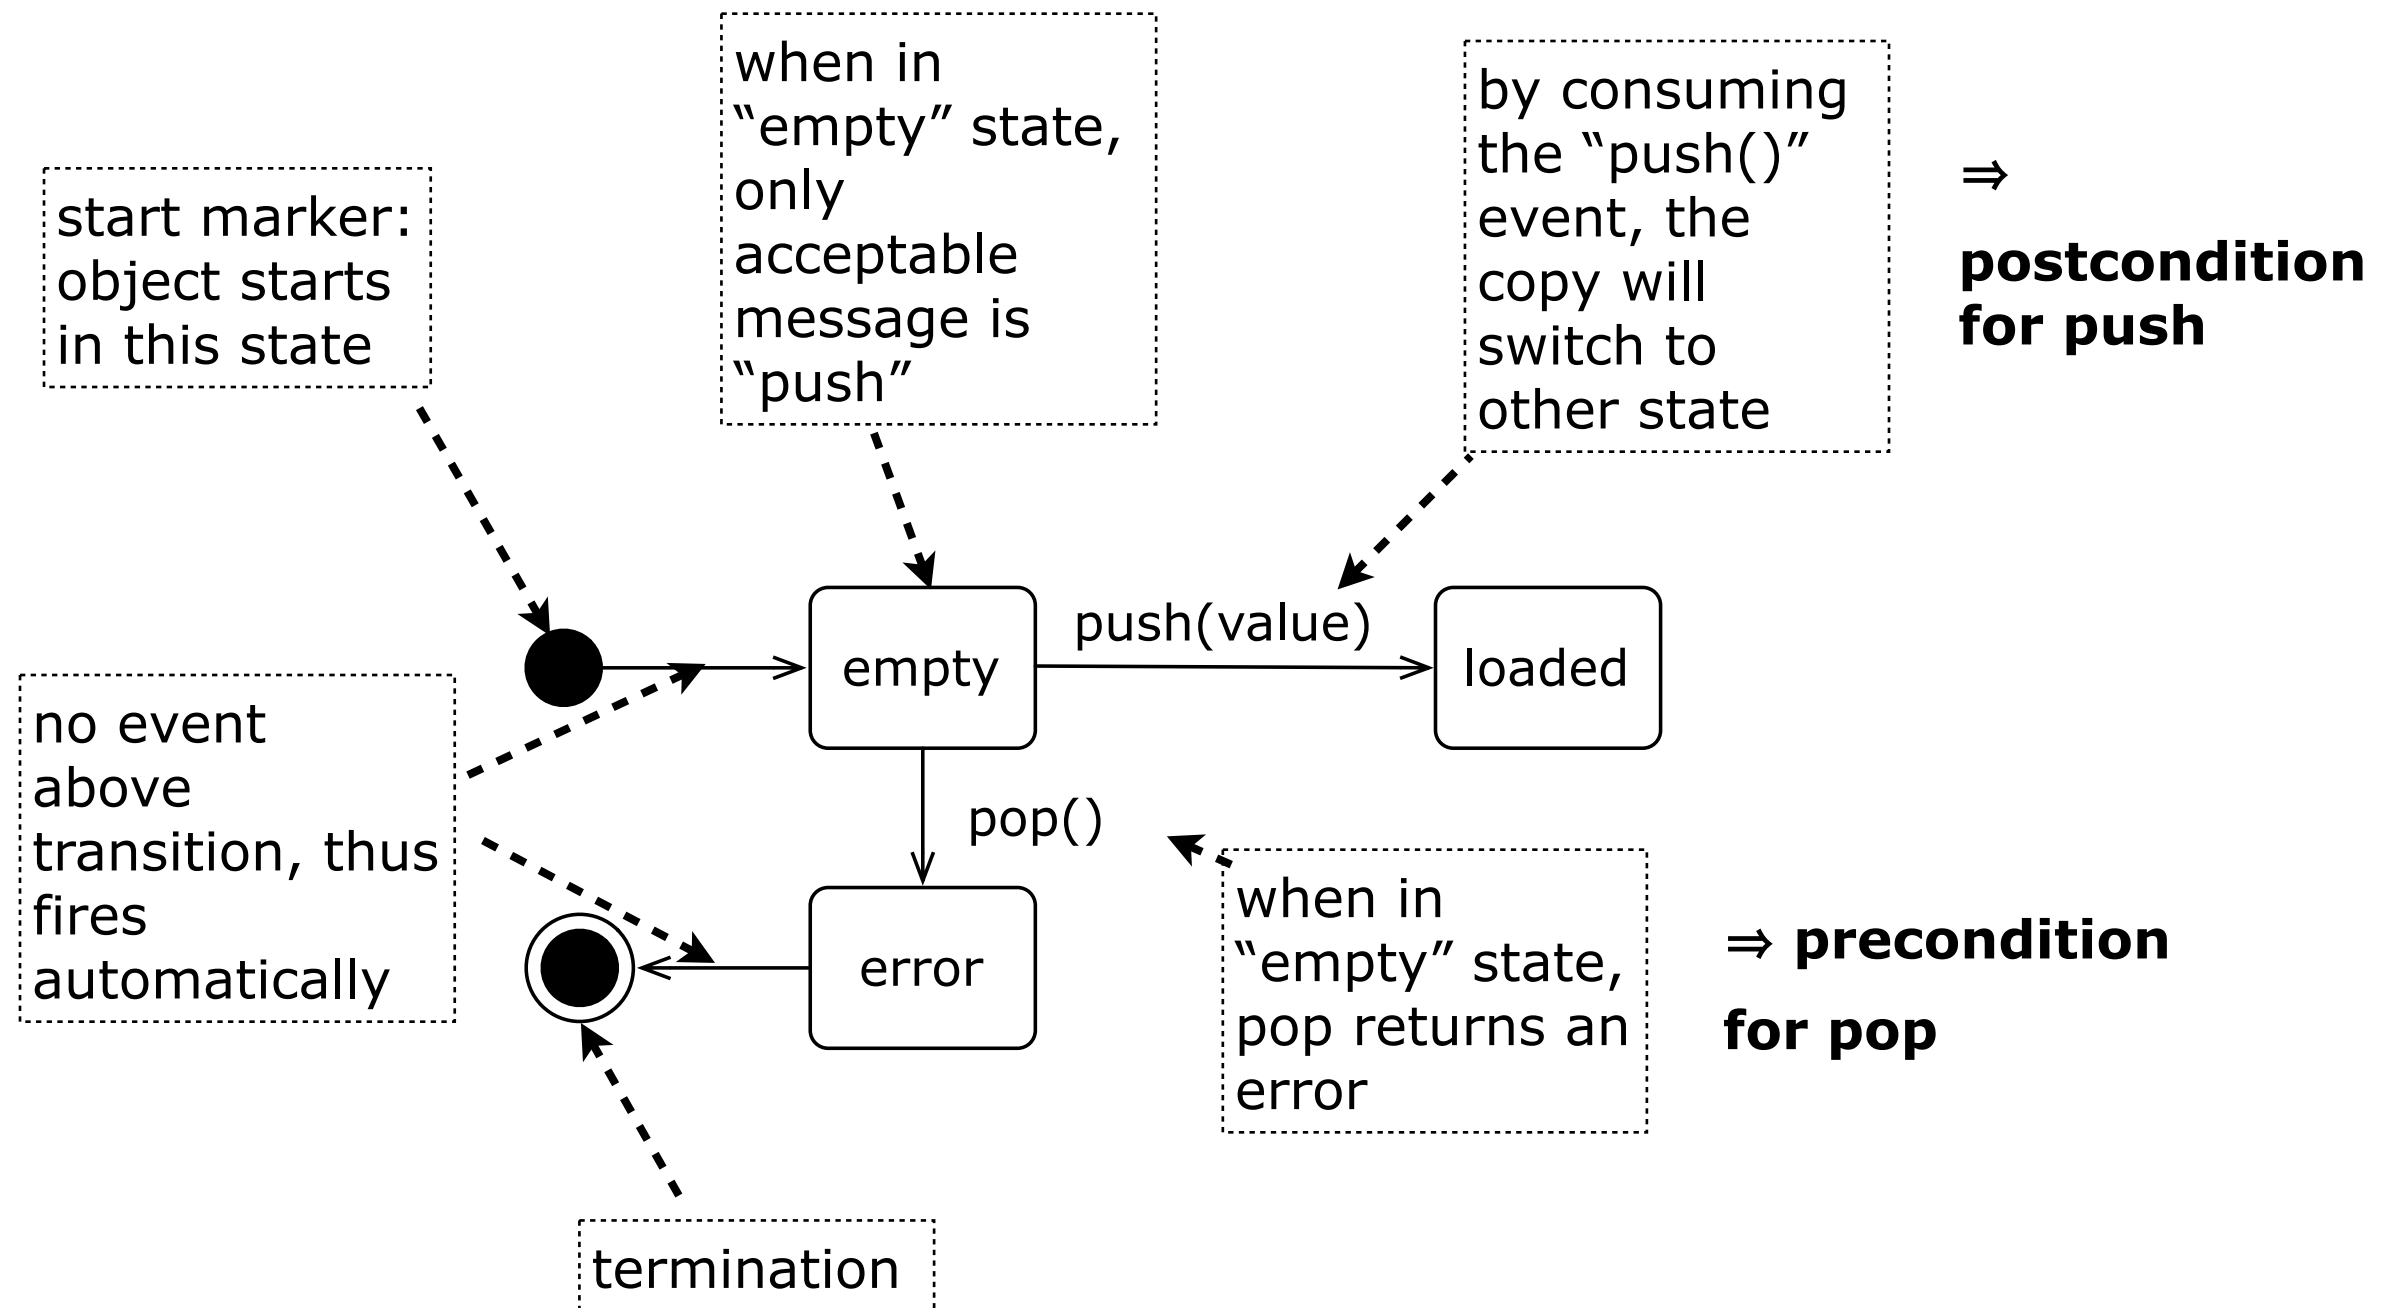 when in
“empty” state,
only
acceptable
message is
“push”
by consuming
the “push()”
event, the
copy will
switch to
other state
⇒
postcondition
for push
start marker:
object starts
in this state
push(value)
empty
loaded
no event
above
transition, thus
fires
automatically
pop()
error
when in
“empty” state,
pop returns an
error
⇒ precondition
for pop
termination